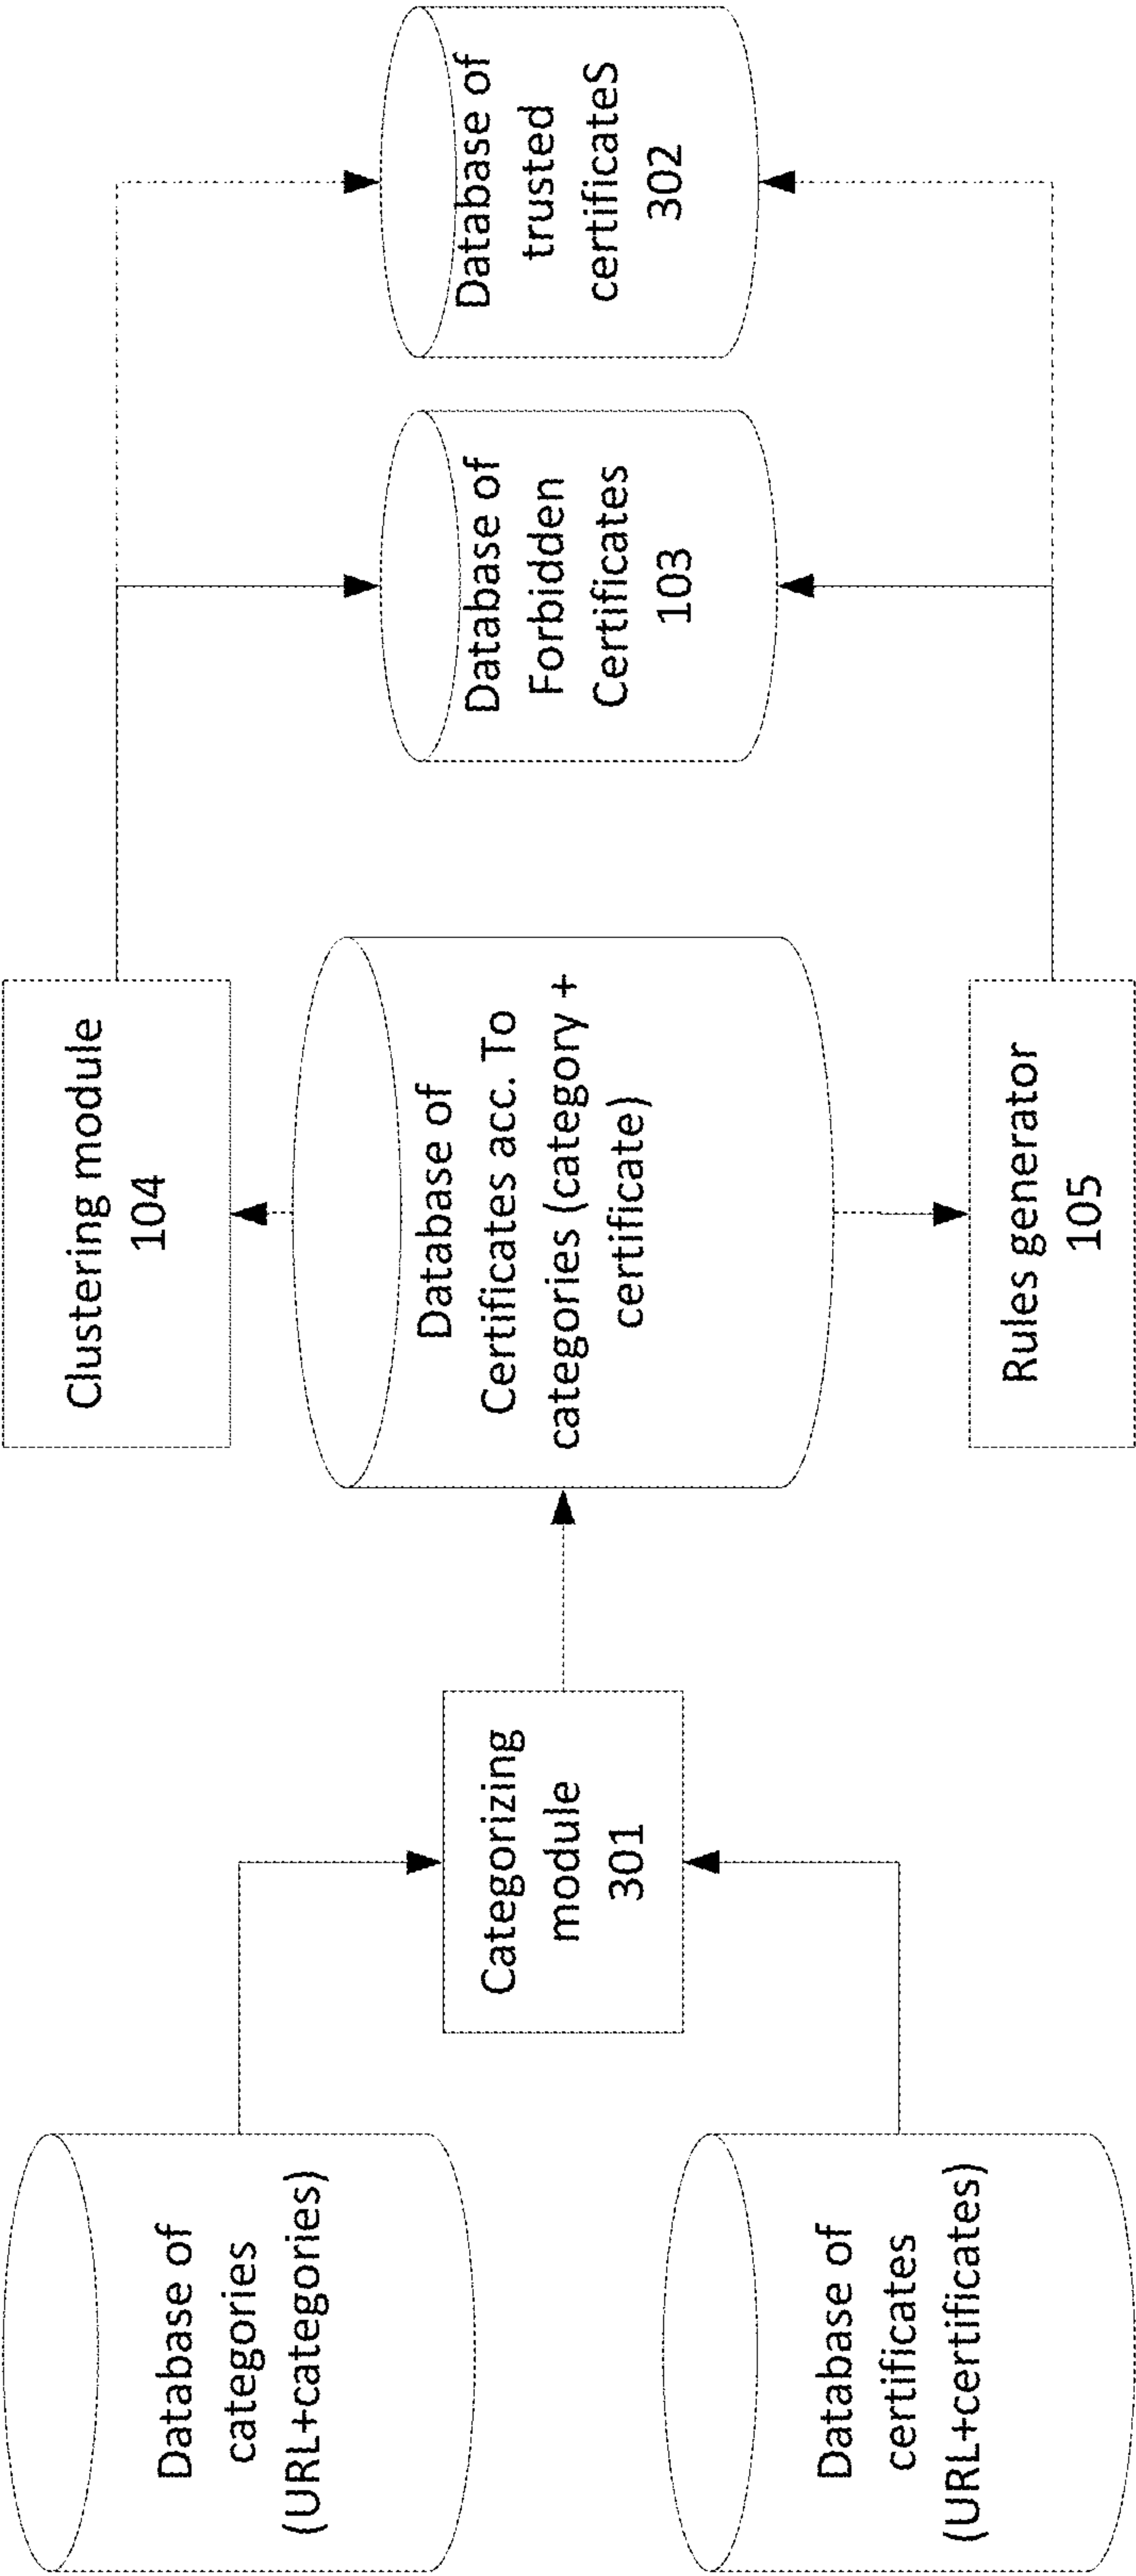 Database of
categories
(URL+categories)
Database of
certificates
(URL+certificates)
Categorizing
module
301
Clustering module
104
Database of
Certificates acc. To
categories (category +
certificate)
Rules generator
105
Database of
Forbidden
Certificates
103
Database of
trusted
certificateS
302